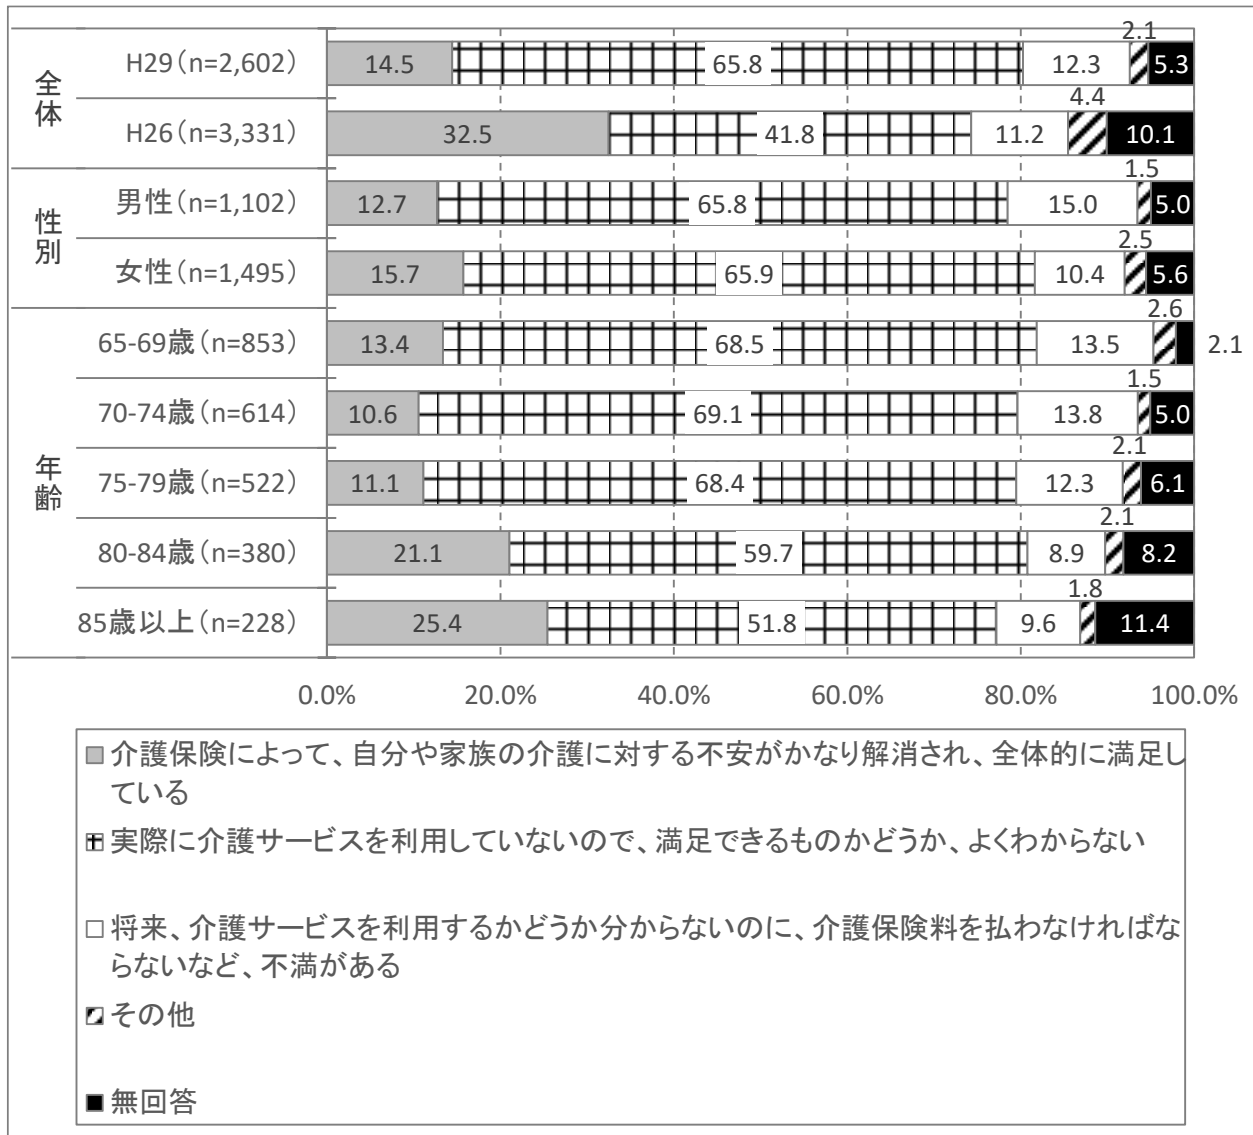 全体
H29(n=2,602) 14.5 65.8 12.3 2.1 5.3
H26(n=3,331) 32.5 41.8 11.2 4.4 10.1
性別
男性(n=1,102) 12.7 65.8 15.0 1.5 5.0
女性(n=1,495) 15.7 65.9 10.4 2.5 5.6
年齢
65-69歳(n=853) 13.4 68.5 13.5 2.6 2.1
70-74歳(n=614) 10.6 69.1 13.8 1.5 5.0
75-79歳(n=522) 11.1 68.4 12.3 2.1 6.1
80-84歳(n=380) 21.1 59.7 8.9 2.1 8.2
85歳以上(n=228) 25.4 51.8 9.6 1.8 11.4
0.0% 20.0% 40.0% 60.0% 80.0% 100.0%
介護保険によって、自分や家族の介護に対する不安がかなり解消され、全体的に満足し
ている
実際に介護サービスを利用していないので、満足できるものかどうか、よくわからない
将来、介護サービスを利用するかどうか分からないのに、介護保険料を払わなければな
らないなど、不満がある
その他
無回答